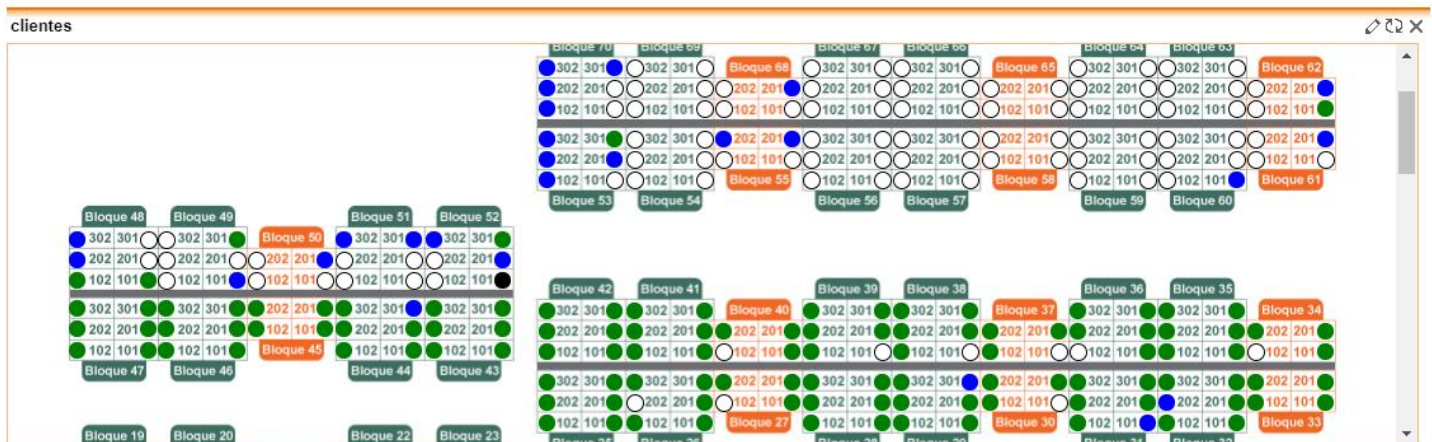 clientes
Bloque 70 Bloque 69 Bloque 67 Bloque 66 Bloque 64 Bloque 63
302 301 302 301 Bloque 68 302 301 302 301 Bloque 65 302 301 302 301 Bloque 62
202 201 202 201 202 201 202 201 202 201 202 201 202 201 202 201 202 201
102 101 102 101 102 101 102 101 102 101 102 101 102 101 102 101 102 101
302 301 302 301 202 201 302 301 302 301 202 201 302 301 302 301 202 201
202 201 202 201 102 101 202 201 202 201 102 101 202 201 202 201 102 101
102 101 102 101 Bloque 55 102 101 102 101 Bloque 58 102 101 102 101 Bloque 61
Bloque 53 Bloque 54 Bloque 56 Bloque 57 Bloque 59 Bloque 60
Bloque 48 Bloque 49 Bloque 51 Bloque 52
302 301 302 301 Bloque 50 302 301 302 301
202 201 202 201 202 201 202 201 202 201
102 101 102 101 102 101 102 101 102 101
302 301 302 301 202 201 302 301 302 301
202 201 202 201 102 101 202 201 202 201
102 101 102 101 Bloque 45 102 101 102 101
Bloque 47 Bloque 46 Bloque 44 Bloque 43
Bloque 42 Bloque 41 Bloque 39 Bloque 38 Bloque 36 Bloque 35
302 301 302 301 Bloque 40 302 301 302 301 Bloque 37 302 301 302 301 Bloque 34
202 201 202 201 202 201 202 201 202 201 202 201 202 201 202 201 202 201
102 101 102 101 102 101 102 101 102 101 102 101 102 101 102 101 102 101
302 301 302 301 202 201 302 301 302 301 202 201 302 301 302 301 202 201
202 201 202 201 102 101 202 201 202 201 102 101 202 201 202 201 102 101
102 101 102 101 Bloque 27 102 101 102 101 Bloque 30 102 101 102 101 Bloque 33
Bloque 19 Bloque 20 Bloque 22 Bloque 23